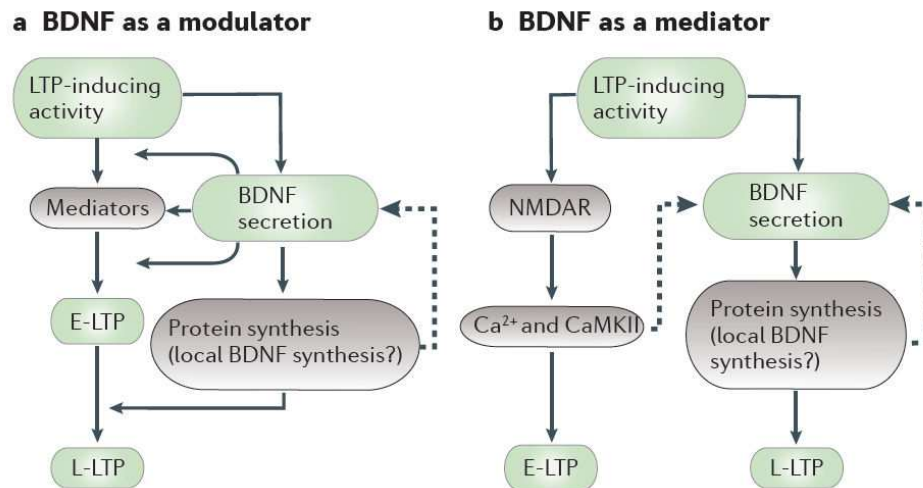 a BDNF as a modulator
LTP-inducing
activity
Mediators
BDNF
secretion
E-LTP
Protein synthesis
(local BDNF synthesis?)
L-LTP
b BDNF as a mediator
LTP-inducing
activity
NMDAR
BDNF
secretion
Ca²⁺ and CaMKII
Protein synthesis
(local BDNF
synthesis?)
E-LTP
L-LTP